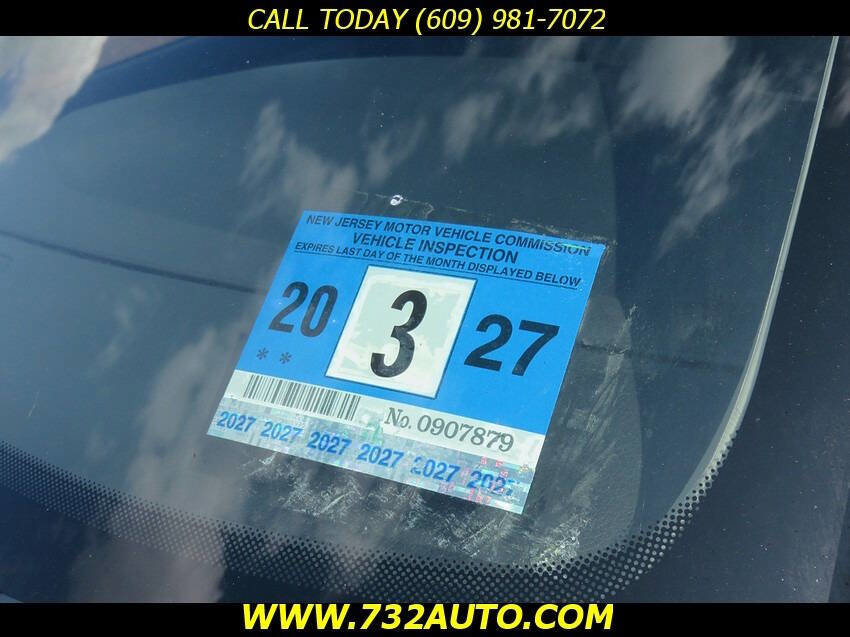 CALL TODAY (609) 981-7072
NEW JERSEY MOTOR VEHICLE COMMISSION
VEHICLE INSPECTION
EXPIRES LAST DAY OF THE MONTH DISPLAYED BELOW
20 3 27
**
No. 0907879
2027 2027 2027 2027 2027 2027
WWW.732AUTO.COM